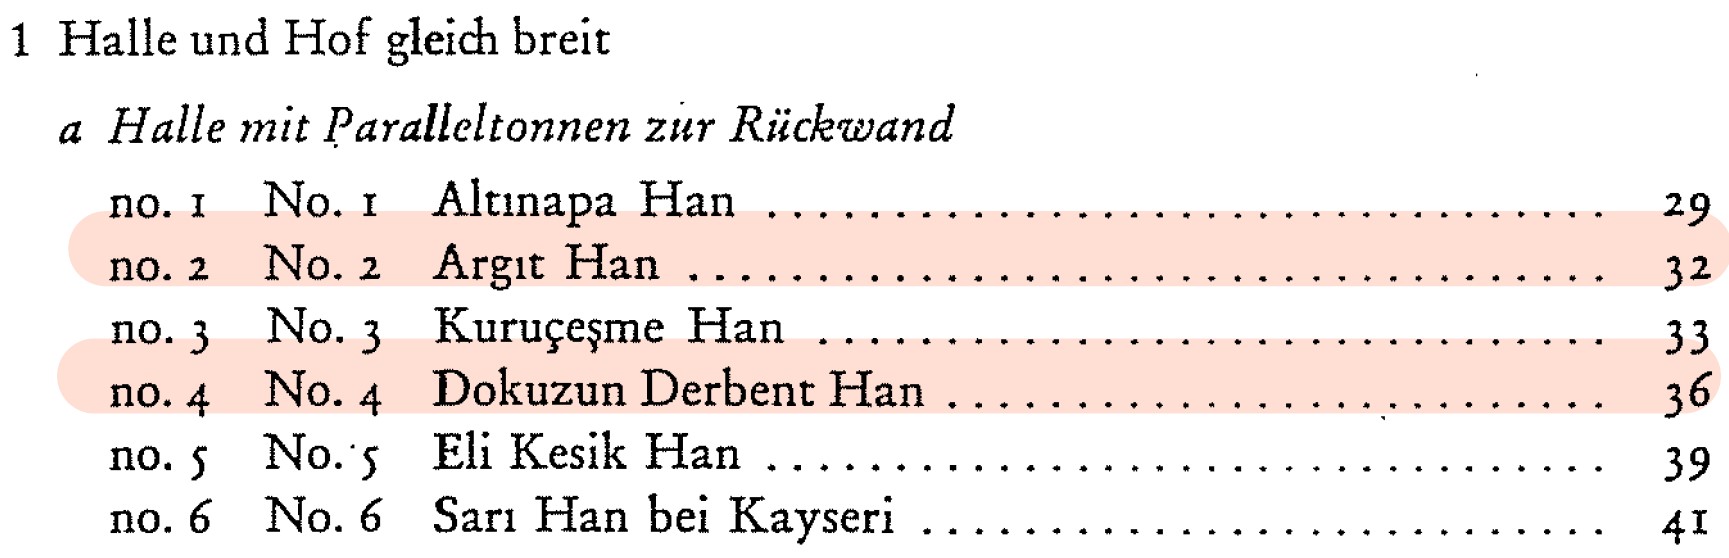 1 Halle und Hof gleich breit
a Halle mit Paralleltonnen zur Rückwand
no. 1 No. 1 Altınapa Han ................................. 29
no. 2 No. 2 Argıt Han .................................... 32
no. 3 No. 3 Kuruçeşme Han ............................... 33
no. 4 No. 4 Dokuzun Derbent Han .......................... 36
no. 5 No. 5 Eli Kesik Han ................................. 39
no. 6 No. 6 Sarı Han bei Kayseri ........................... 41